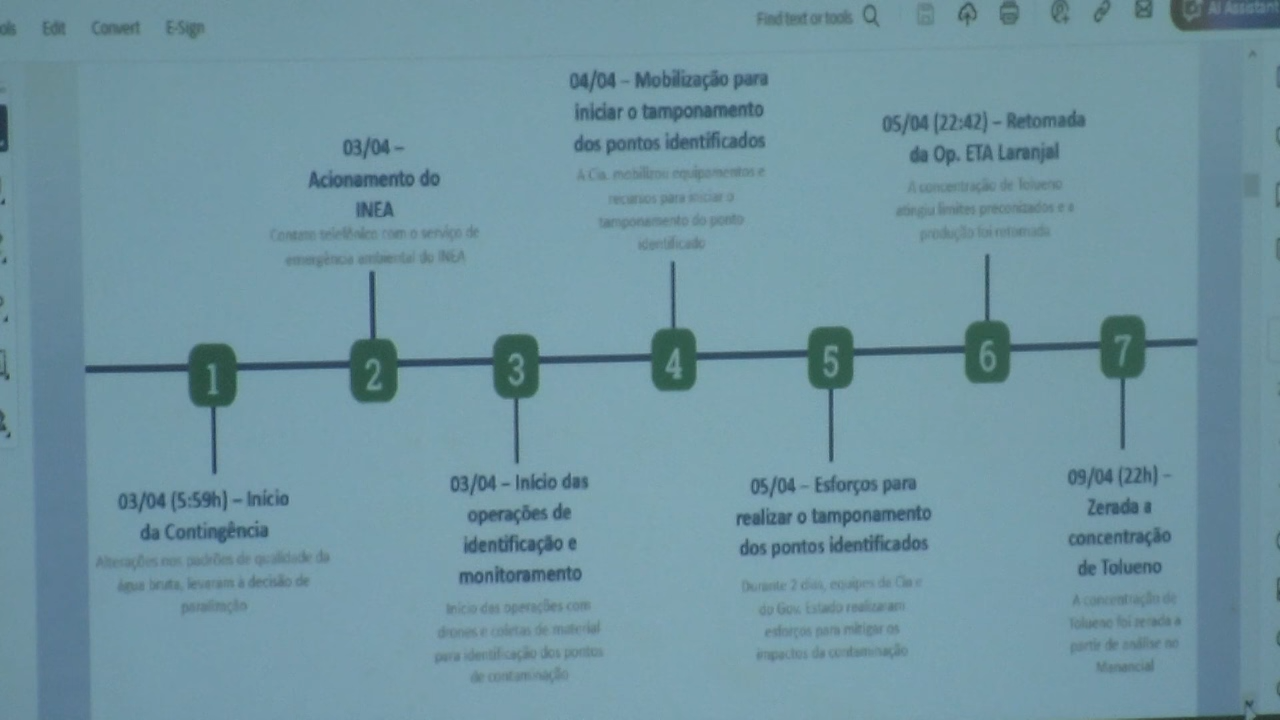 Edit
Convert
E-Sign
Find text or tools
AI Assistant
1
03/04 (5:59h) – Início
da Contingência
Alterações nos padrões de qualidade da
água bruta, levaram à decisão de
paralização
03/04 –
Acionamento do
INEA
Contato telefônico com o serviço de
emergência ambiental do INEA
2
3
03/04 – Início das
operações de
identificação e
monitoramento
Início das operações com
drones e coletas de material
para identificação dos pontos
de contaminação
04/04 – Mobilização para
iniciar o tamponamento
dos pontos identificados
A Cia. mobilizou equipamentos e
recursos para iniciar o
tamponamento do ponto
identificado
4
5
05/04 – Esforços para
realizar o tamponamento
dos pontos identificados
Durante 2 dias, equipes da Cia e
do Gov. Estado realizaram
esforços para mitigar os
impactos da contaminação
05/04 (22:42) – Retomada
da Op. ETA Laranjal
A concentração de Tolueno
atingiu limites preconizados e a
produção foi retomada
6
7
09/04 (22h) –
Zerada a
concentração
de Tolueno
A concentração de
Tolueno foi zerada a
partir de análise no
Manancial